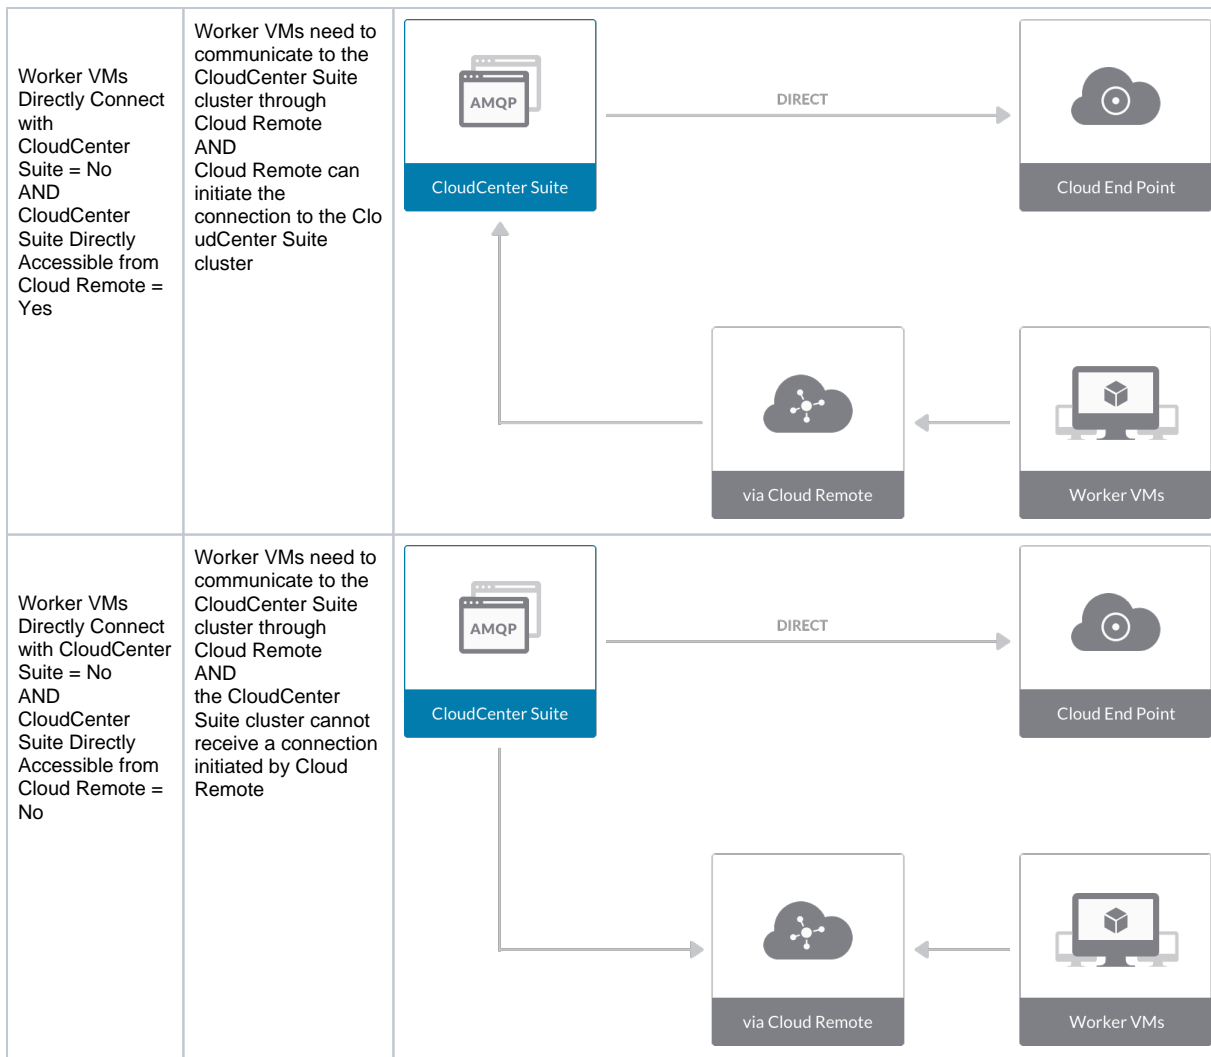 Worker VMs
Directly Connect
with
CloudCenter
Suite = No
AND
CloudCenter
Suite Directly
Accessible from
Cloud Remote =
Yes
Worker VMs need to
communicate to the
CloudCenter Suite
cluster through
Cloud Remote
AND
Cloud Remote can
initiate the
connection to the Clo
udCenter Suite
cluster
AMQP
CloudCenter Suite
DIRECT
Cloud End Point
via Cloud Remote
Worker VMs
Worker VMs
Directly Connect
with CloudCenter
Suite = No
AND
CloudCenter
Suite Directly
Accessible from
Cloud Remote =
No
Worker VMs need to
communicate to the
CloudCenter Suite
cluster through
Cloud Remote
AND
the CloudCenter
Suite cluster cannot
receive a connection
initiated by Cloud
Remote
AMQP
CloudCenter Suite
DIRECT
Cloud End Point
via Cloud Remote
Worker VMs